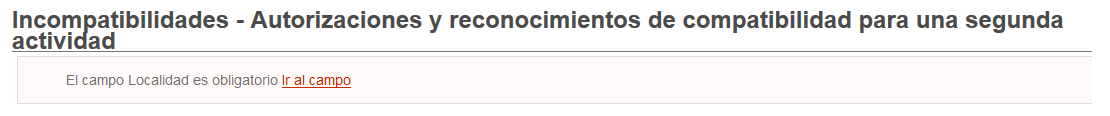 Incompatibilidades - Autorizaciones y reconocimientos de compatibilidad para una segunda
actividad
El campo Localidad es obligatorio Ir al campo